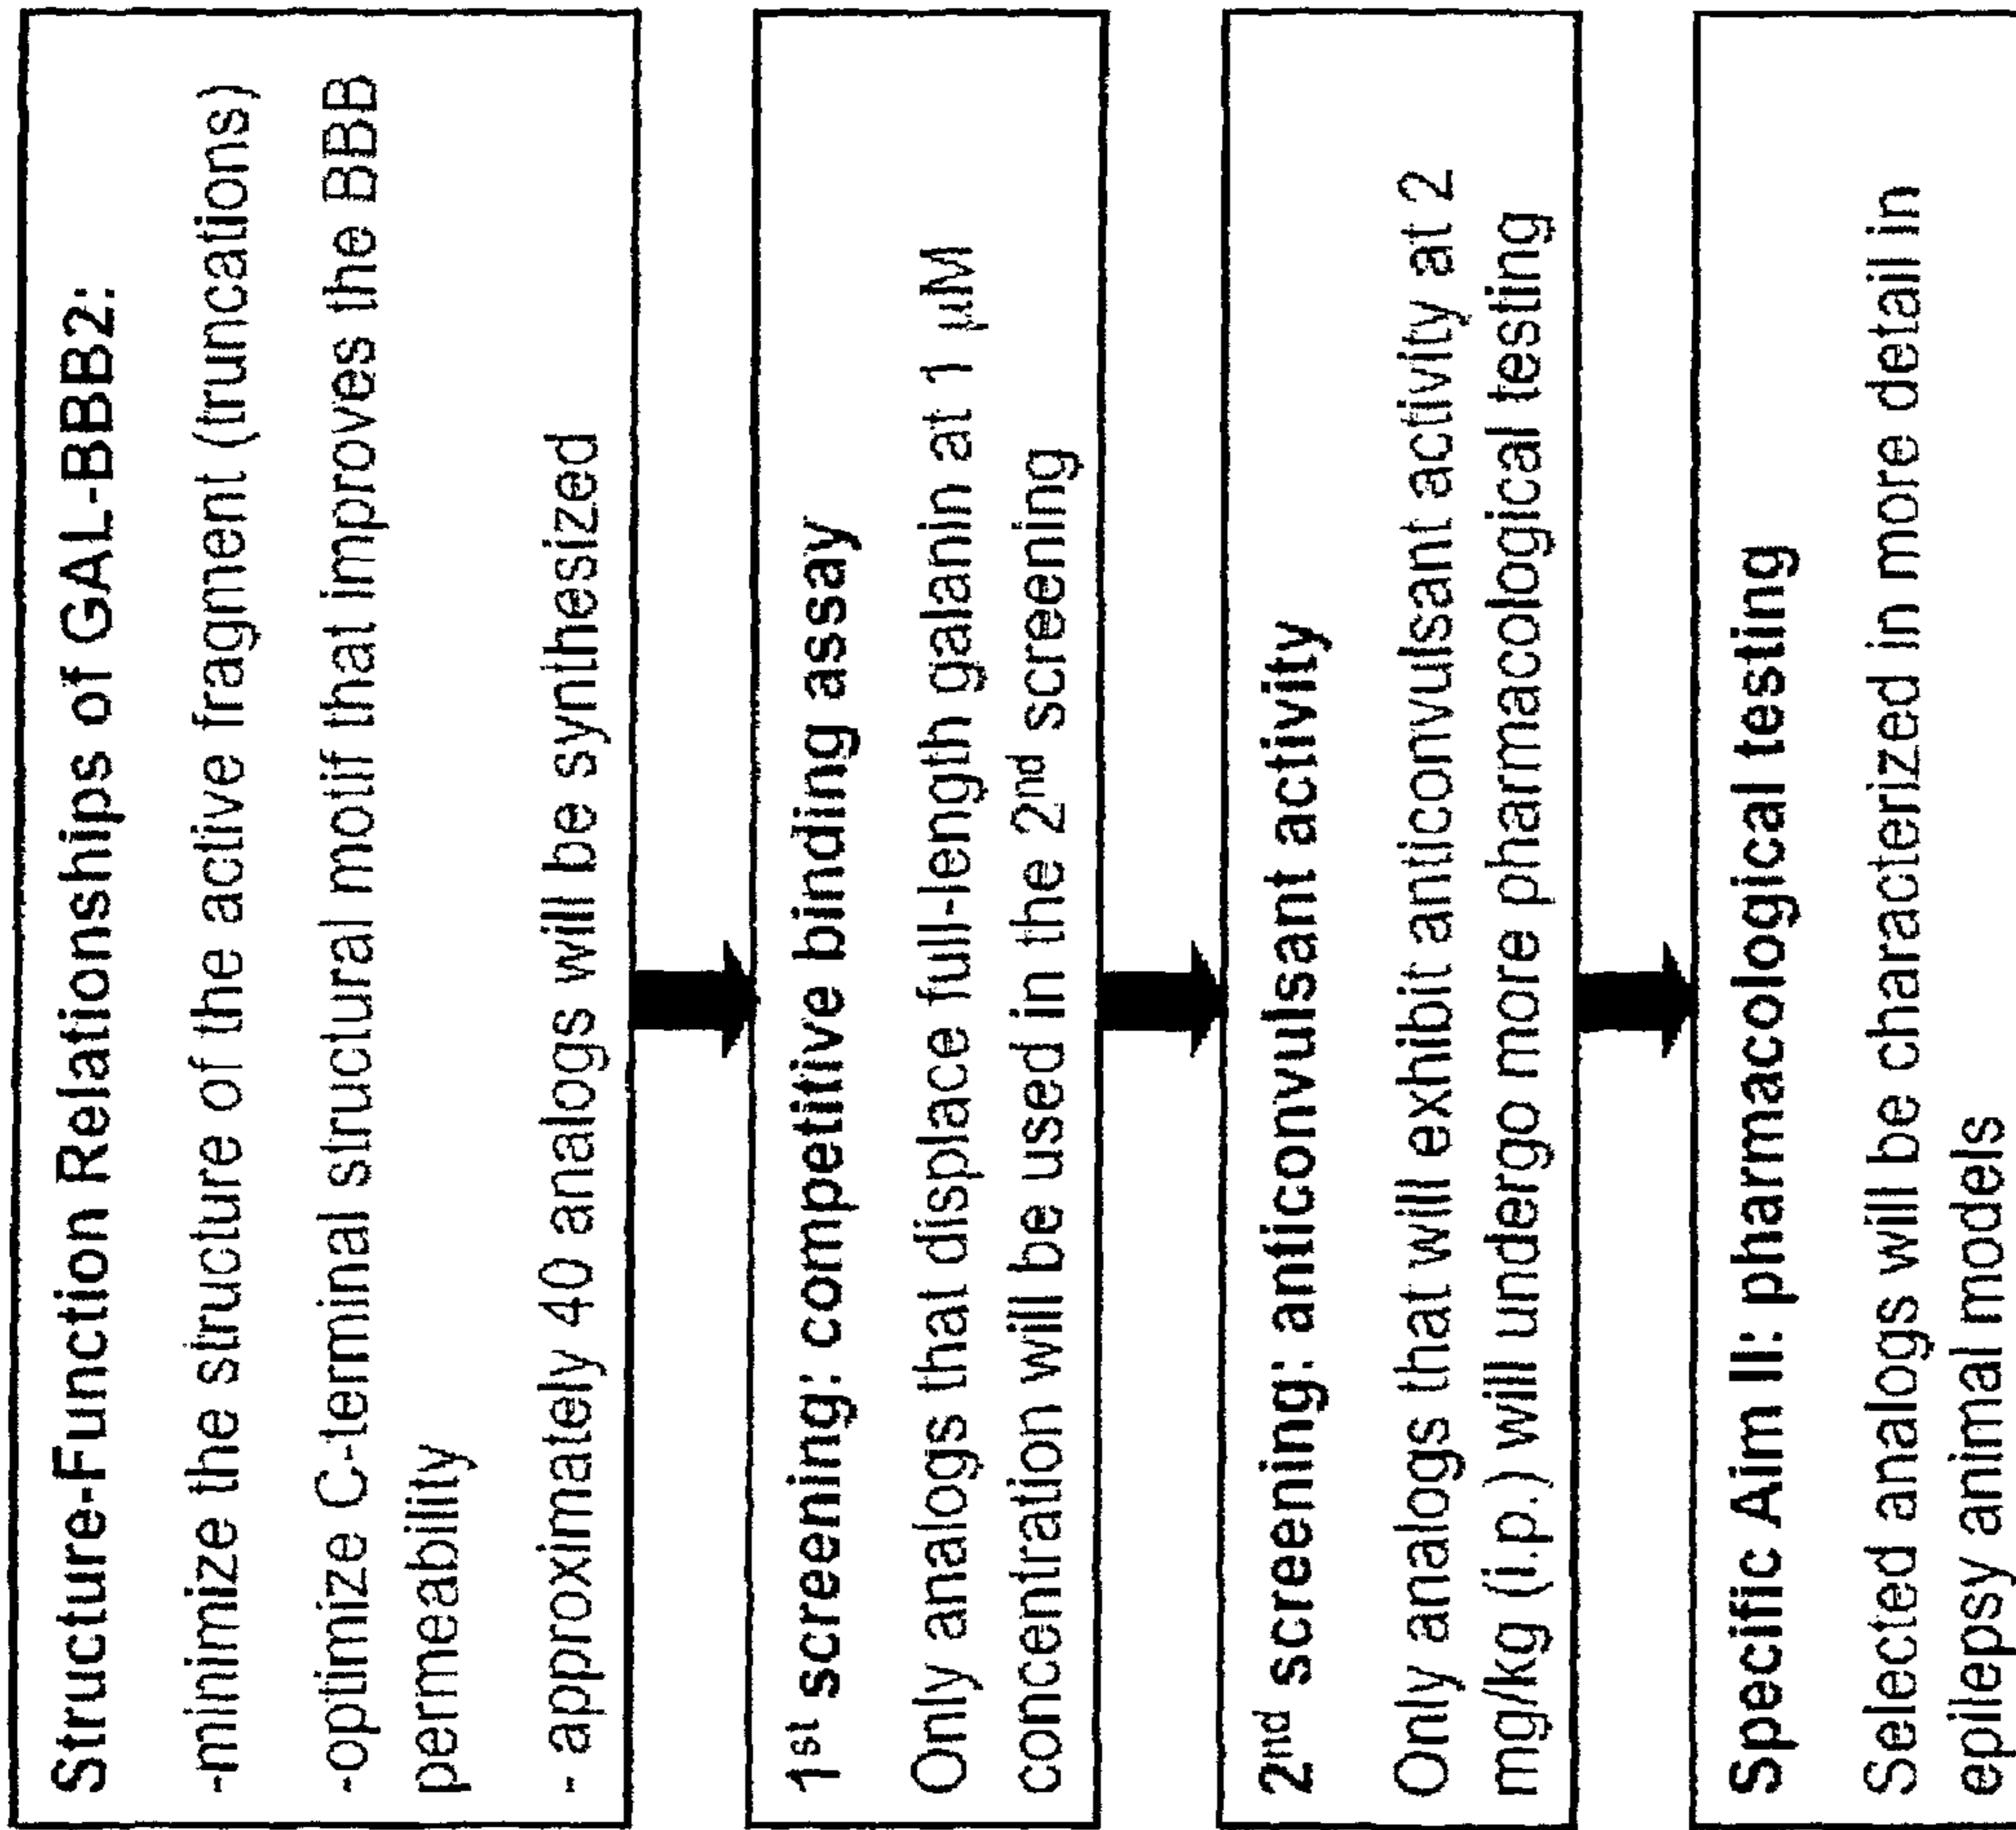 Structure-Function Relationships of GAL-BBB2:
-minimize the structure of the active fragment (truncations)
-optimize C-terminal structural motif that improves the BBB
permeability
- approximately 40 analogs will be synthesized
1st screening: competitive binding assay
Only analogs that displace full-length galanin at 1 µM
concentration will be used in the 2nd screening
2nd screening: anticonvulsant activity
Only analogs that will exhibit anticonvulsant activity at 2
mg/kg (i.p.) will undergo more pharmacological testing
Specific Aim II: pharmacological testing
Selected analogs will be characterized in more detail in
epilepsy animal models